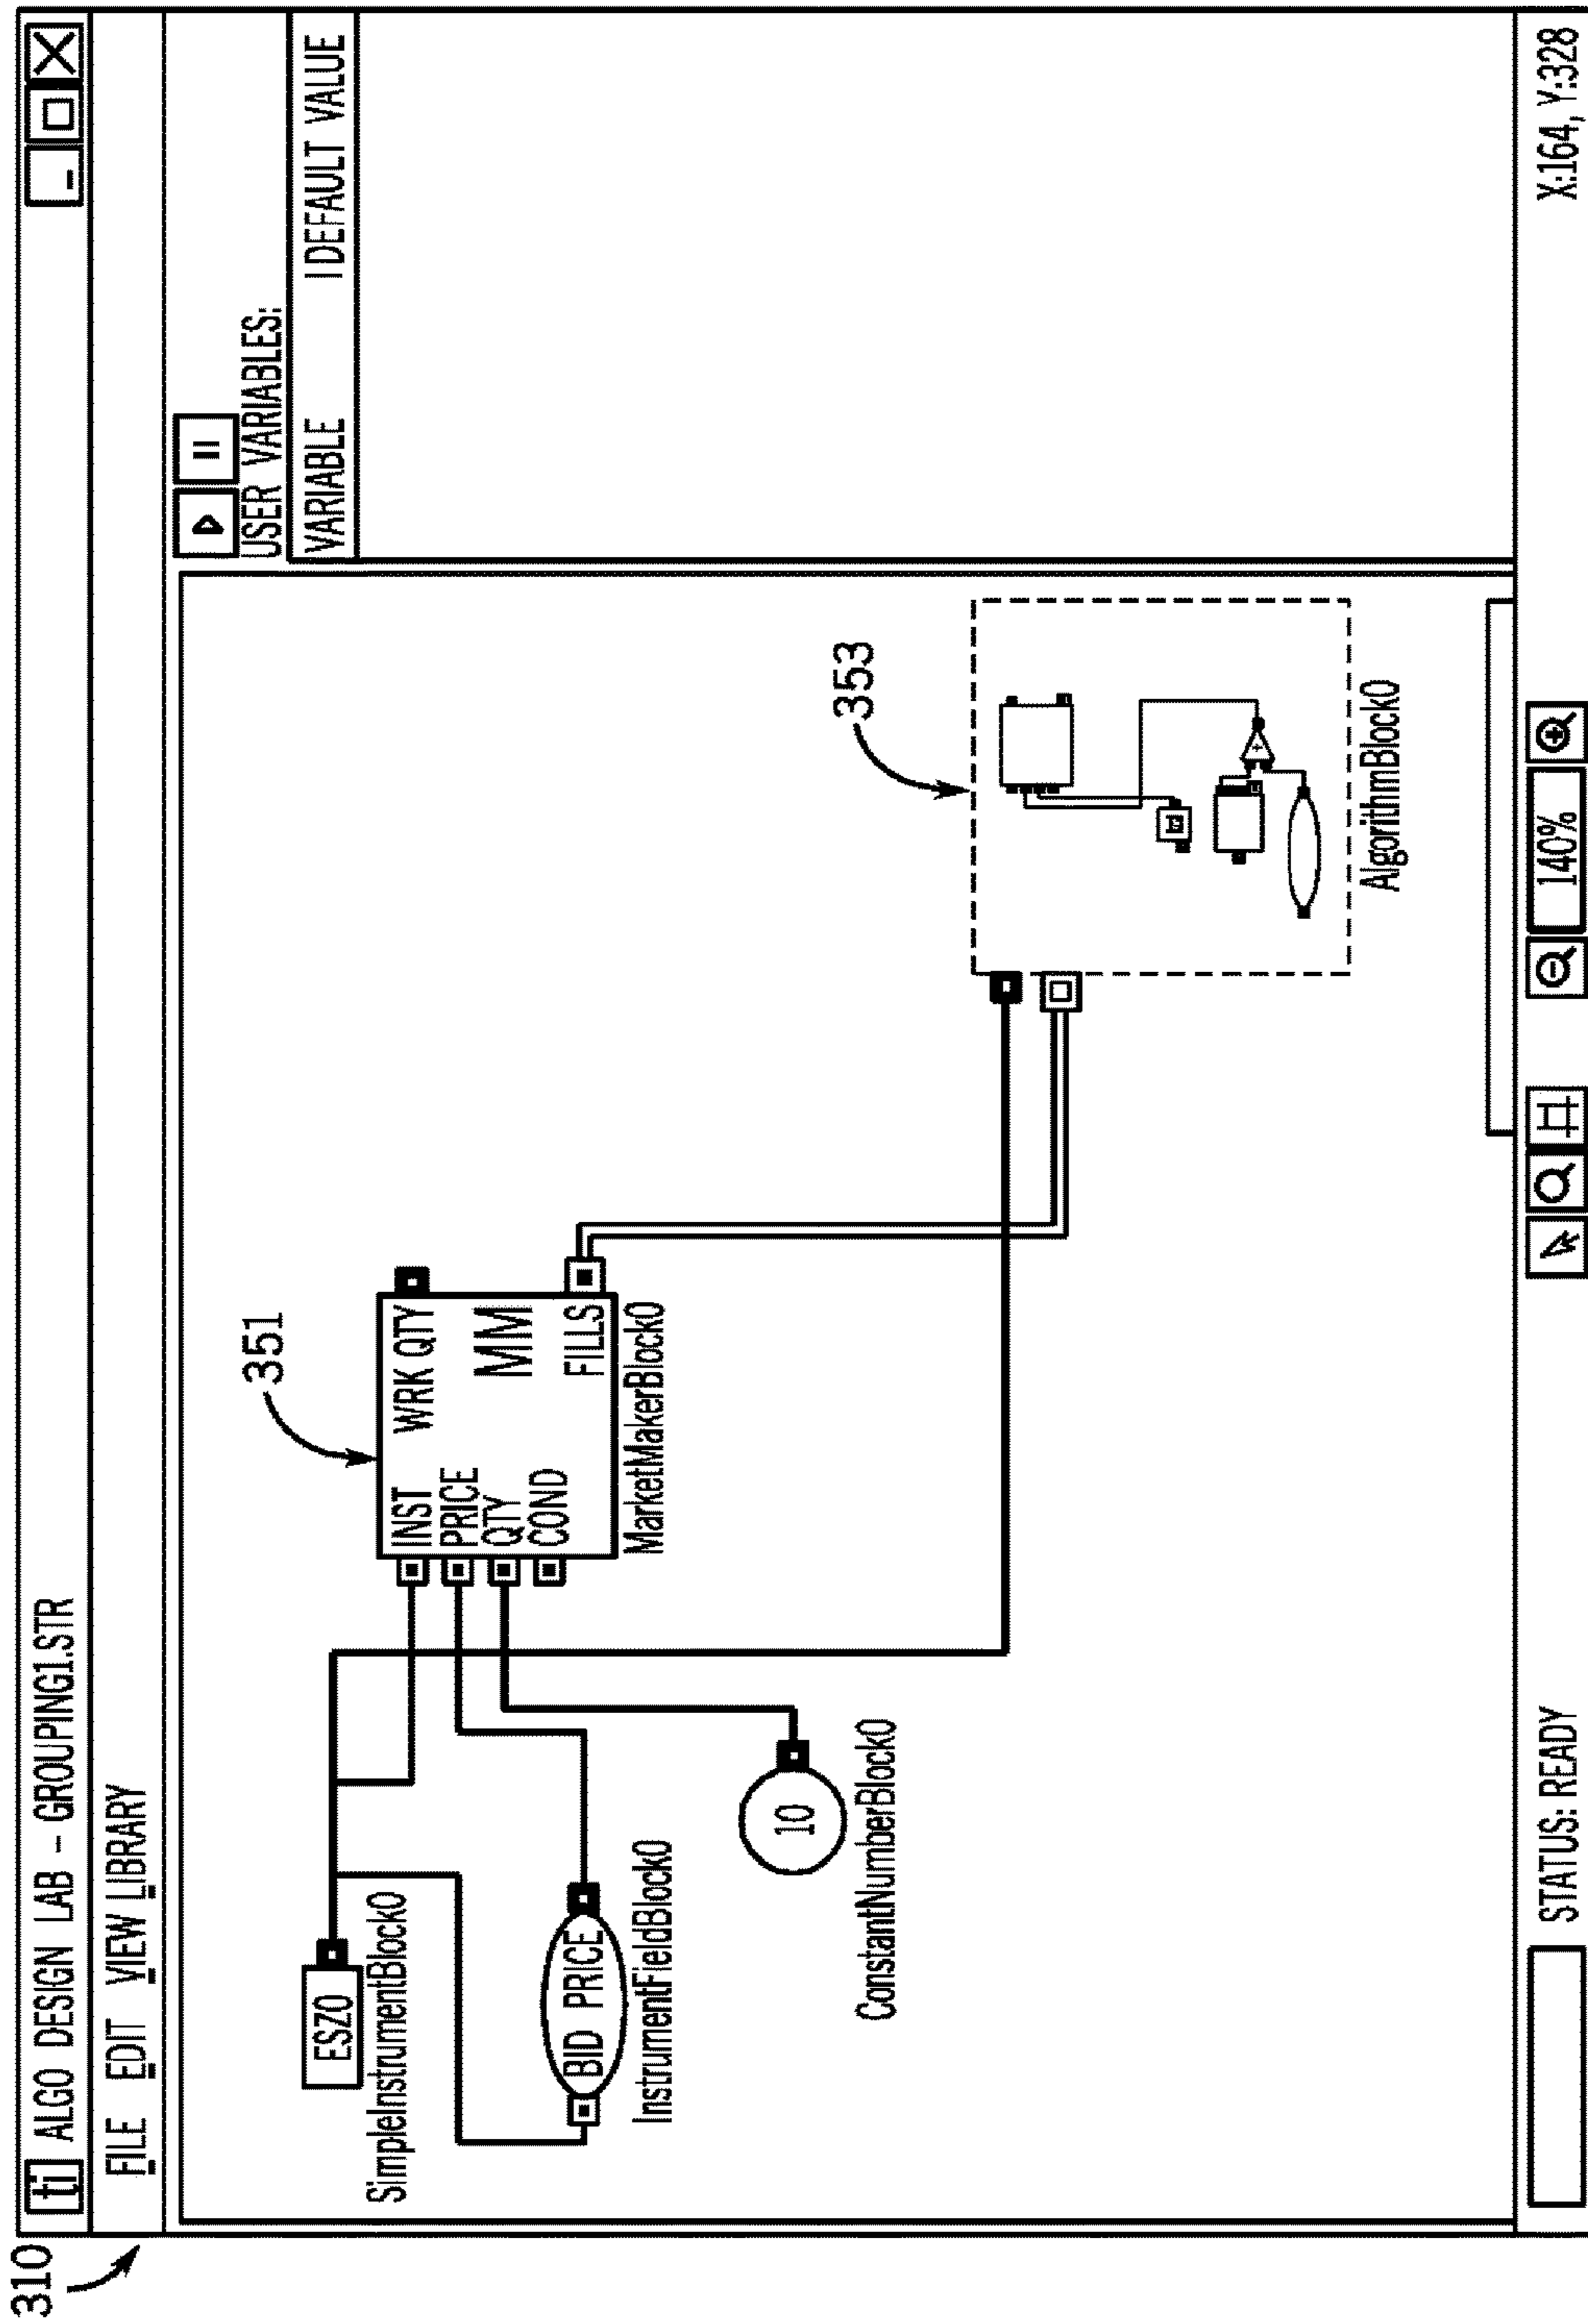 310
ti ALGO DESIGN LAB – GROUPING1.STR
FILE EDIT VIEW LIBRARY
USER VARIABLES:
VARIABLE | DEFAULT VALUE
ESZ0
SimpleInstrumentBlock0
BID PRICE
InstrumentFieldBlock0
10
ConstantNumberBlock0
351
INST WRK QTY
PRICE
QTY MM
COND FILLS
MarketMakerBlock0
353
+
AlgorithmBlock0
STATUS: READY
140%
X:164, Y:328